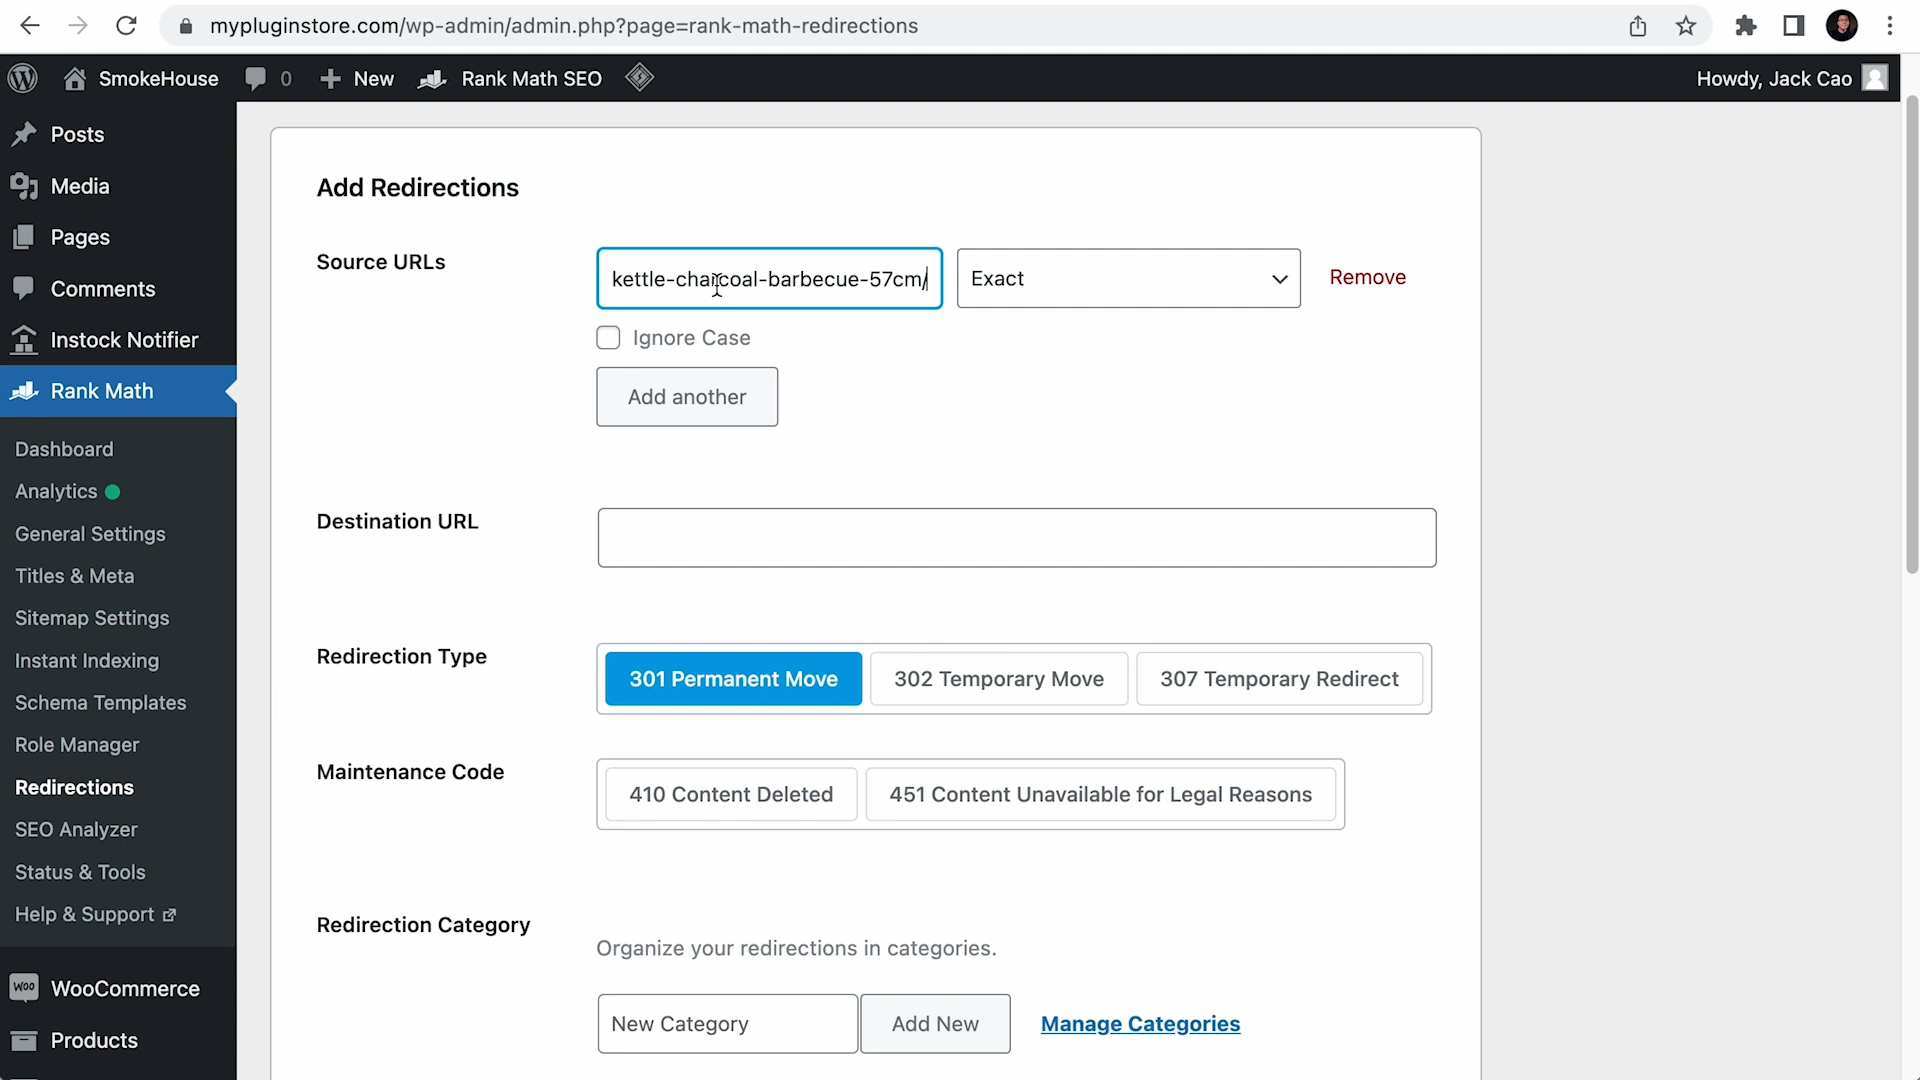 mypluginstore.com/wp-admin/admin.php?page=rank-math-redirections
SmokeHouse
0
New
Rank Math SEO
Howdy, Jack Cao
Posts
Media
Pages
Comments
Instock Notifier
Rank Math
Dashboard
Analytics
General Settings
Titles & Meta
Sitemap Settings
Instant Indexing
Schema Templates
Role Manager
Redirections
SEO Analyzer
Status & Tools
Help & Support
Woo WooCommerce
Products
Add Redirections
Source URLs
kettle-charcoal-barbecue-57cm/
Exact
Remove
Ignore Case
Add another
Destination URL
Redirection Type
301 Permanent Move
302 Temporary Move
307 Temporary Redirect
Maintenance Code
410 Content Deleted
451 Content Unavailable for Legal Reasons
Redirection Category
Organize your redirections in categories.
New Category
Add New
Manage Categories